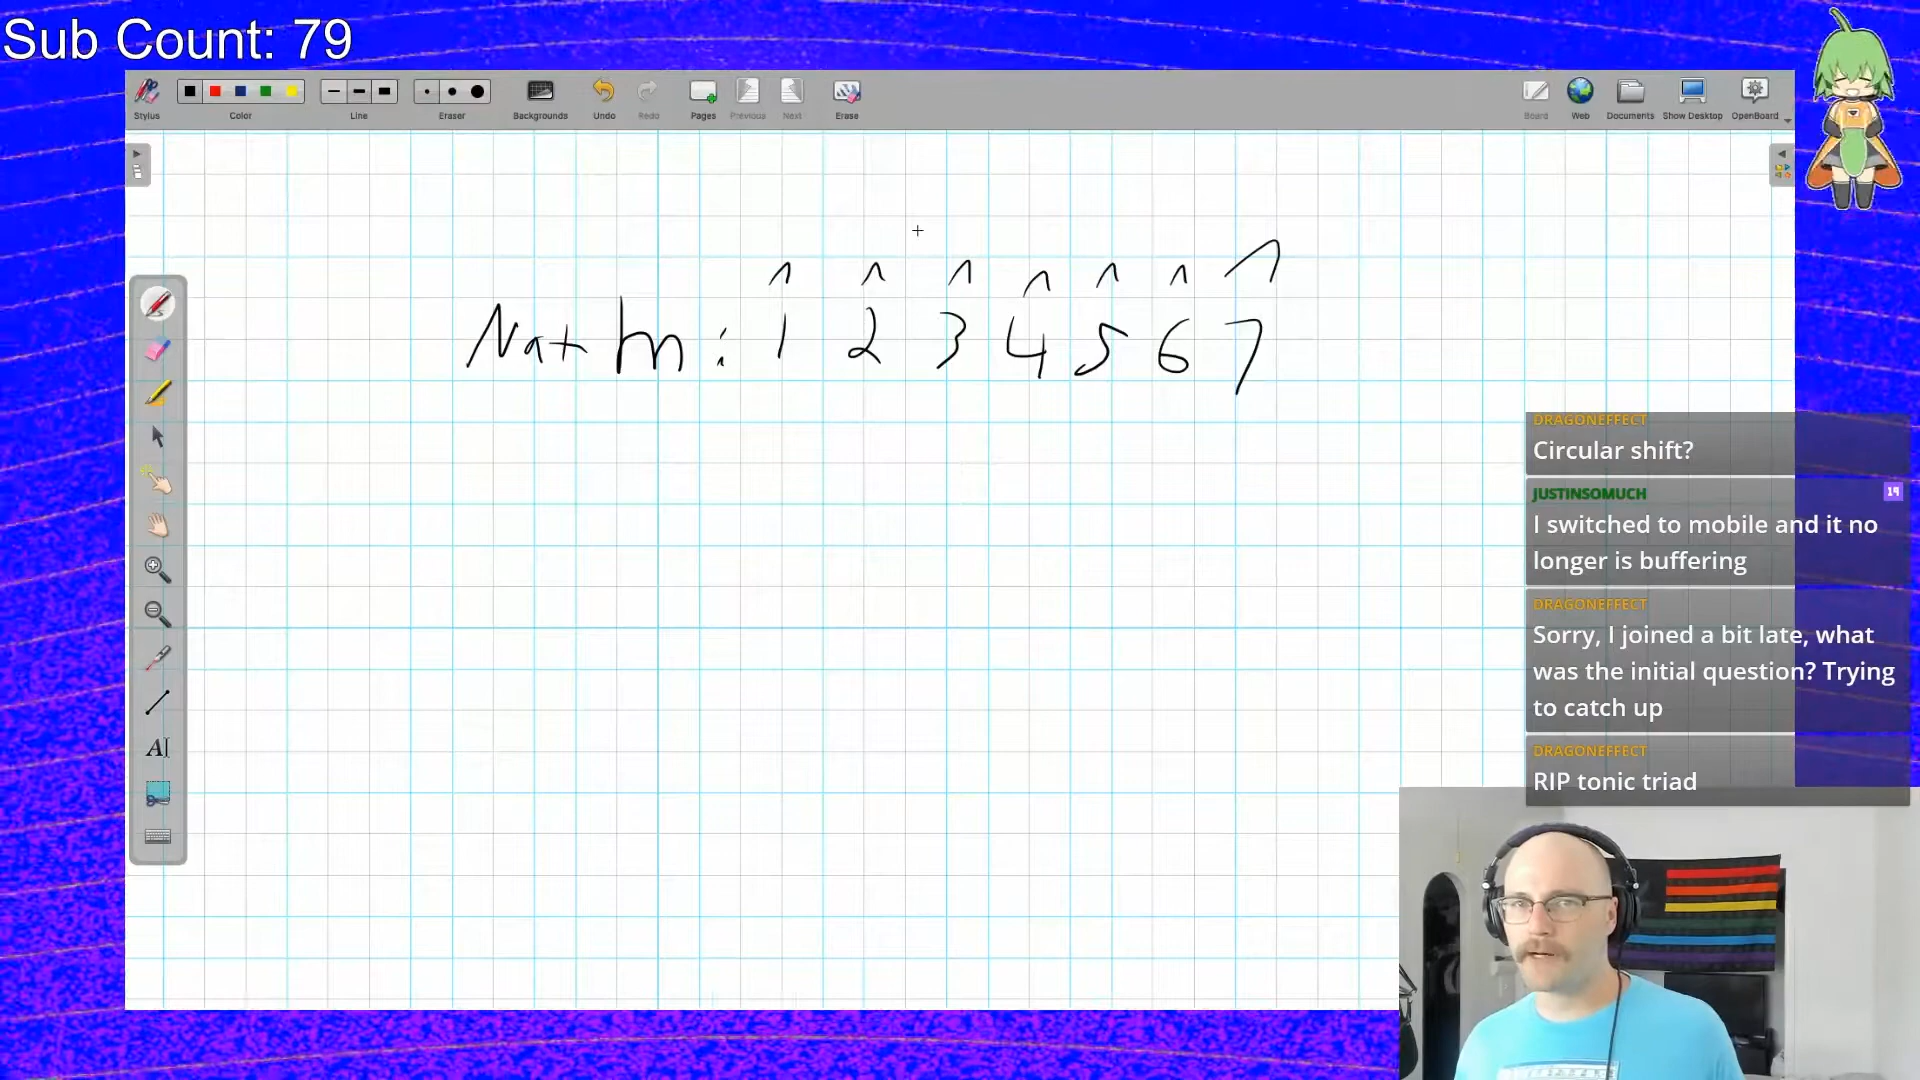 Sub Count: 79
Stylus
Color
Line
Eraser
Backgrounds
Undo
Redo
Pages
Previous
Next
Erase
Board
Web
Documents
Show Desktop
OpenBoard
^ ^ ^ ^ ^ ^ ^
Nat m: 1 2 3 4 5 6 7
DRAGONEFFECT
Circular shift?
JUSTINSOMUCH
19
I switched to mobile and it no
longer is buffering
DRAGONEFFECT
Sorry, I joined a bit late, what
was the initial question? Trying
to catch up
DRAGONEFFECT
RIP tonic triad
A